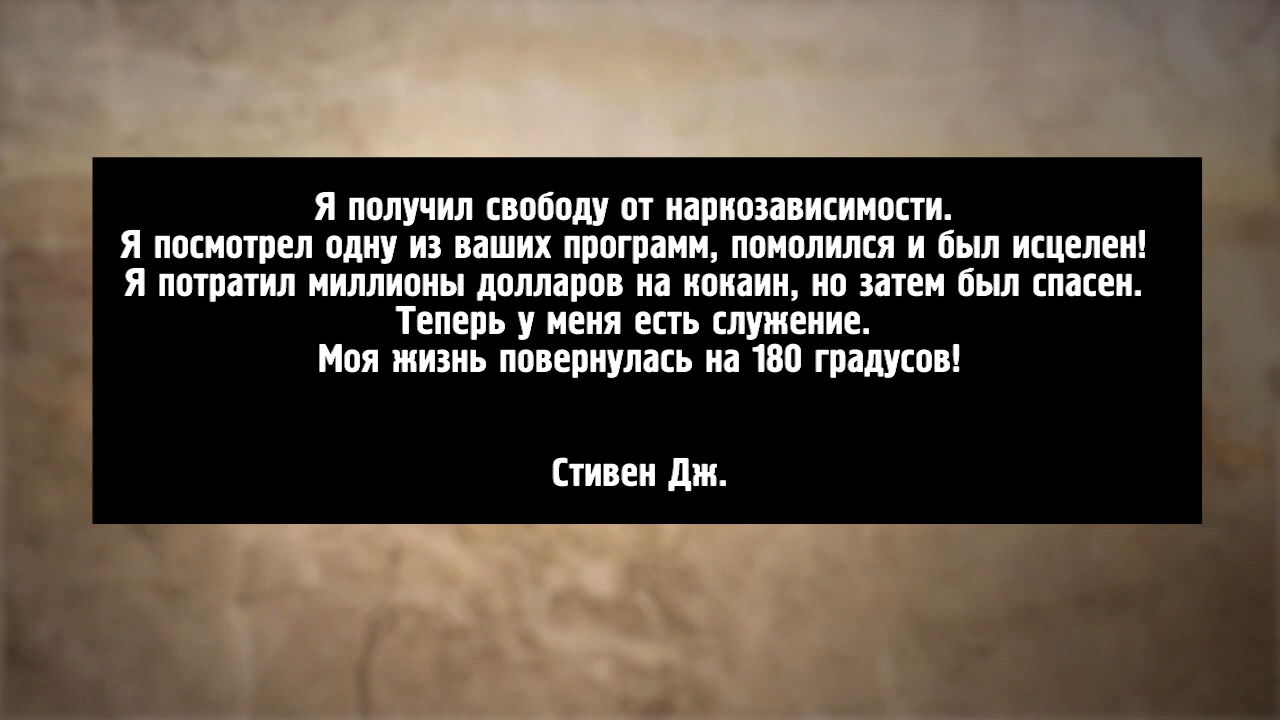 Я получил свободу от наркозависимости.
Я посмотрел одну из ваших программ, помолился и был исцелен!
Я потратил миллионы долларов на кокаин, но затем был спасен.
Теперь у меня есть служение.
Моя жизнь повернулась на 180 градусов!
Стивен Дж.